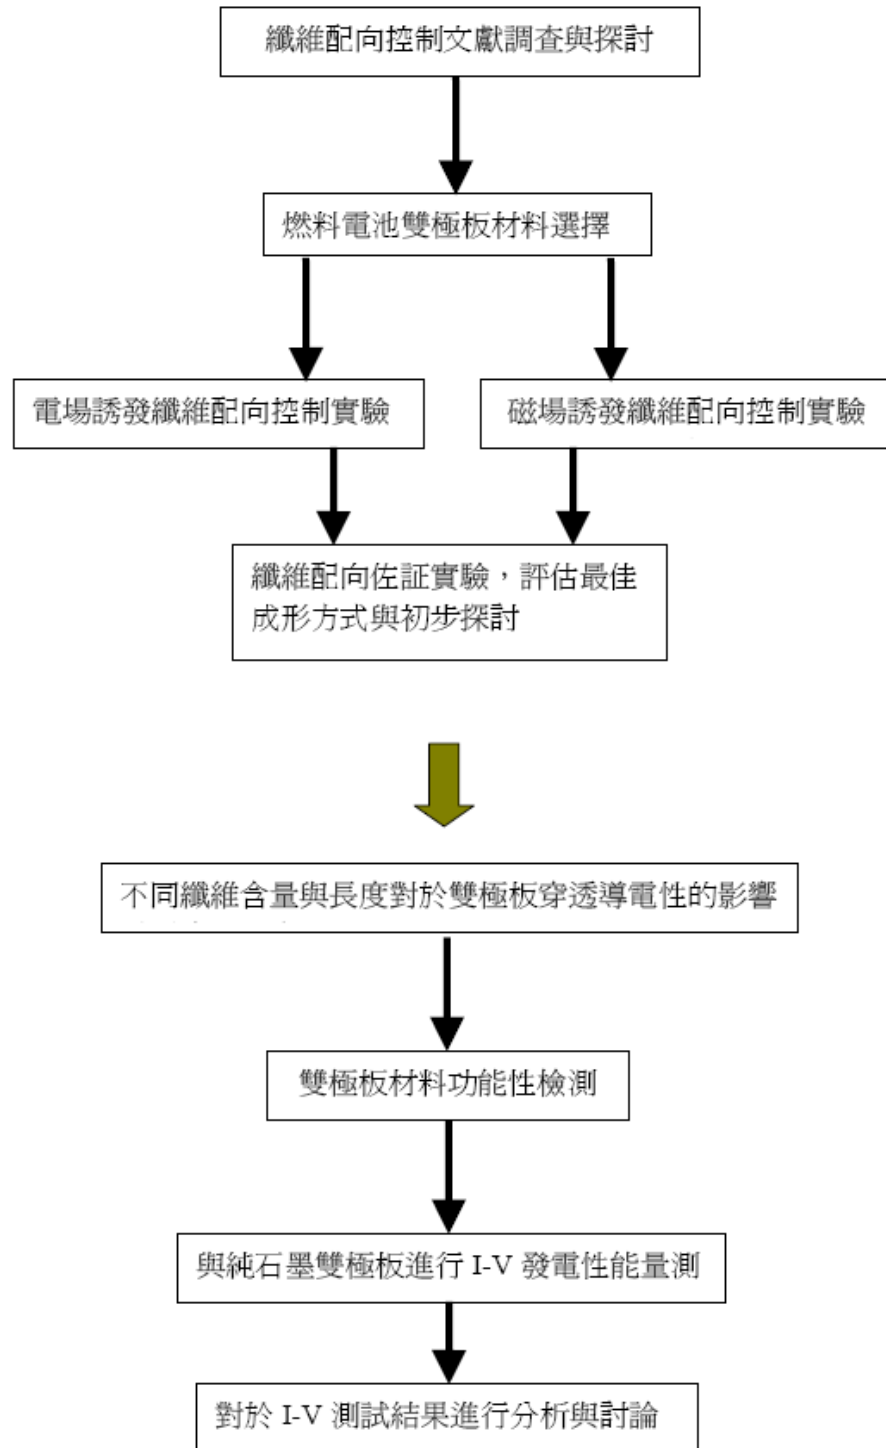 纖維配向控制文獻調查與探討
燃料電池雙極板材料選擇
電場誘發纖維配向控制實驗
磁場誘發纖維配向控制實驗
纖維配向佐証實驗，評估最佳
成形方式與初步探討
不同纖維含量與長度對於雙極板穿透導電性的影響
雙極板材料功能性檢測
與純石墨雙極板進行 I-V 發電性能量測
對於 I-V 測試結果進行分析與討論